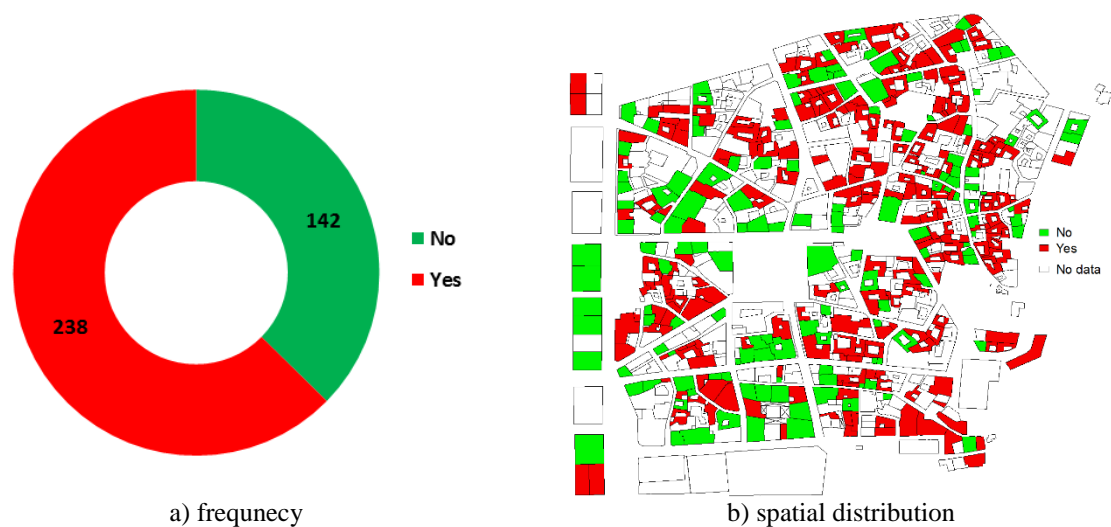 142
No
Yes
238
No
Yes
No data
a) frequnecy
b) spatial distribution